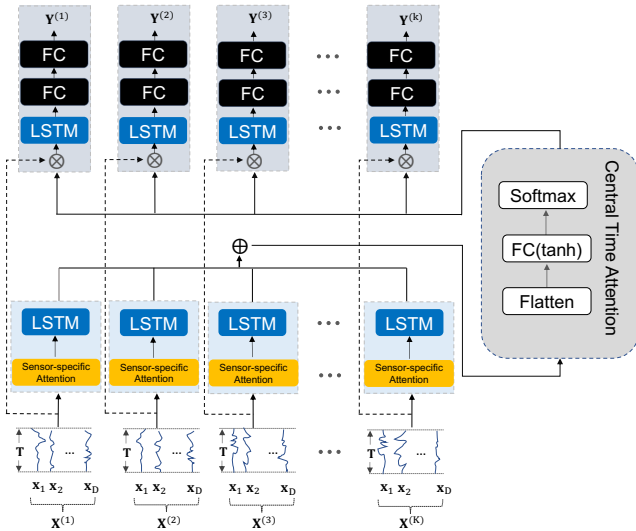 Y(1) Y(2) Y(3) ... Y(k)
FC FC FC ... FC
FC FC FC ... FC
LSTM LSTM LSTM ... LSTM
⊗ ⊗ ⊗ ⊗
Central Time Attention
Softmax
FC(tanh)
Flatten
⊕
LSTM LSTM LSTM ... LSTM
Sensor-specific Attention Sensor-specific Attention Sensor-specific Attention ... Sensor-specific Attention
T ... T ... T ... ... T ...
x1 x2 xD x1 x2 xD x1 x2 xD x1 x2 xD
X(1) X(2) X(3) X(K)